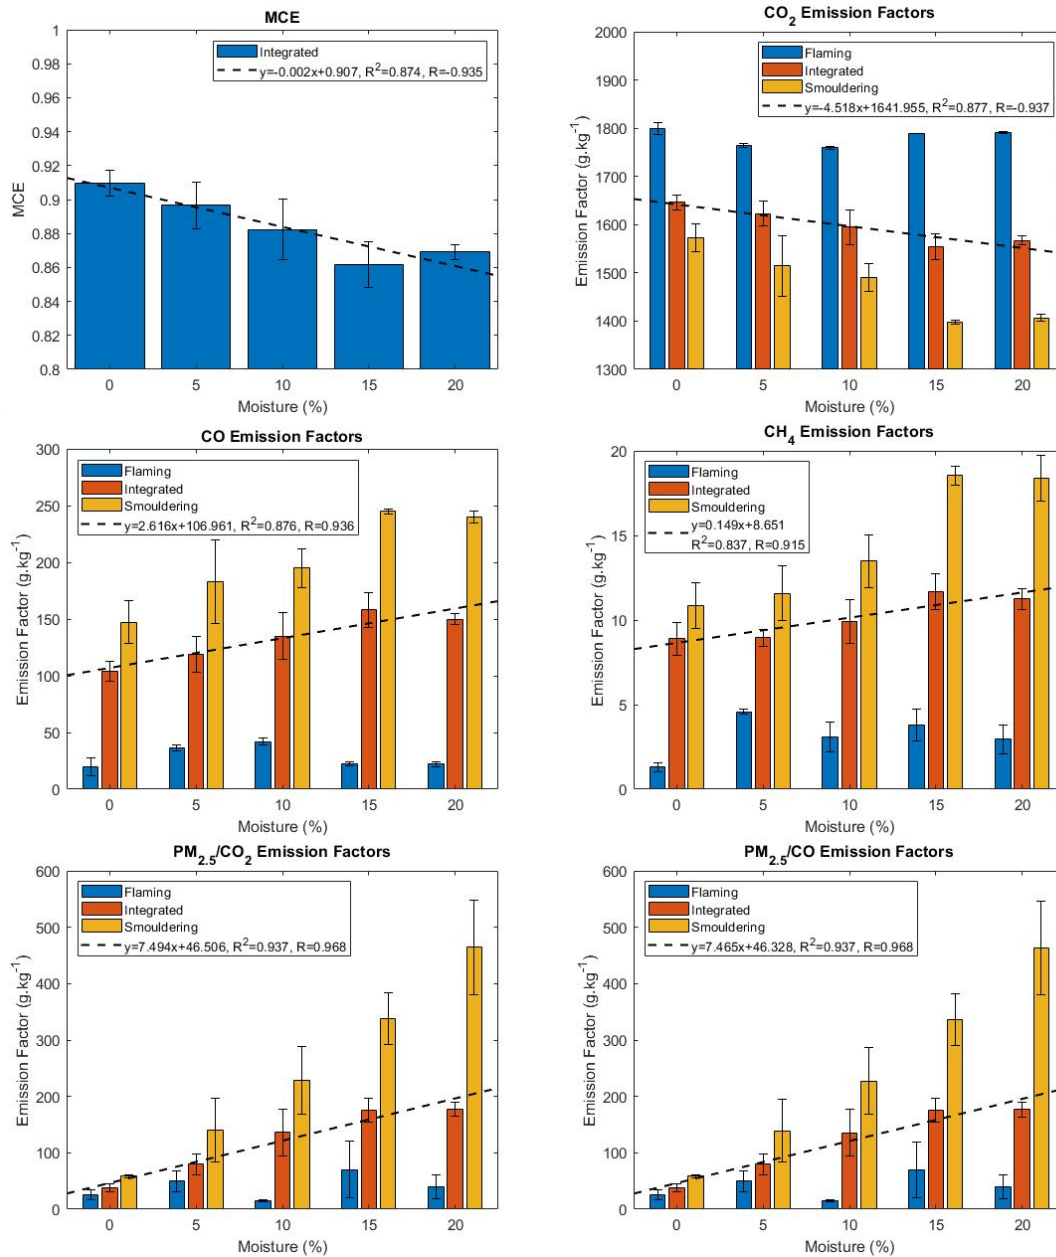 MCE
1
0.98
0.96
0.94
0.92
0.9
0.88
0.86
0.84
0.82
0.8
MCE
Integrated
y=-0.002x+0.907, R²=0.874, R=-0.935
0 5 10 15 20
Moisture (%)
CO₂ Emission Factors
2000
1900
1800
1700
1600
1500
1400
1300
Emission Factor (g.kg⁻¹)
Flaming
Integrated
Smouldering
y=-4.518x+1641.955, R²=0.877, R=-0.937
0 5 10 15 20
Moisture (%)
CO Emission Factors
300
250
200
150
100
50
0
Emission Factor (g.kg⁻¹)
Flaming
Integrated
Smouldering
y=2.616x+106.961, R²=0.876, R=0.936
0 5 10 15 20
Moisture (%)
CH₄ Emission Factors
20
15
10
5
0
Emission Factor (g.kg⁻¹)
Flaming
Integrated
Smouldering
y=0.149x+8.651
R²=0.837, R=0.915
0 5 10 15 20
Moisture (%)
PM₂.₅/CO₂ Emission Factors
600
500
400
300
200
100
0
Emission Factor (g.kg⁻¹)
Flaming
Integrated
Smouldering
y=7.494x+46.506, R²=0.937, R=0.968
0 5 10 15 20
Moisture (%)
PM₂.₅/CO Emission Factors
600
500
400
300
200
100
0
Emission Factor (g.kg⁻¹)
Flaming
Integrated
Smouldering
y=7.465x+46.328, R²=0.937, R=0.968
0 5 10 15 20
Moisture (%)